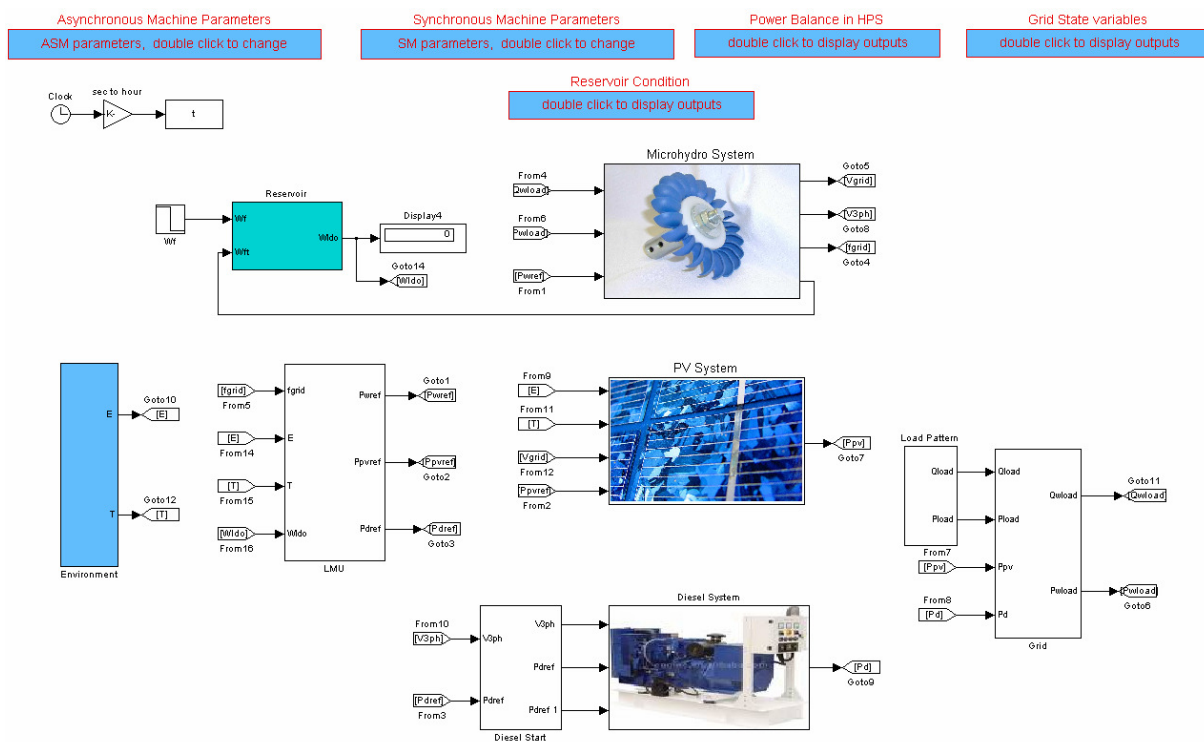 Asynchronous Machine Parameters
ASM parameters, double click to change
Synchronous Machine Parameters
SM parameters, double click to change
Power Balance in HPS
double click to display outputs
Grid State variables
double click to display outputs
Reservoir Condition
double click to display outputs
Clock
sec to hour
K-
t
Wf
Reservoir
Wf
Wft
Wldo
Display4
0
Goto14
[Wldo]
Microhydro System
From4
Qwload
From6
Pwload
[Pwref]
From1
Goto5
[Vgrid]
[V3ph]
Goto8
[fgrid]
Goto4
Environment
E
T
Goto10
[E]
Goto12
[T]
[fgrid]
From5
[E]
From14
[T]
From15
[Wldo]
From16
LMU
fgrid
E
T
Wldo
Pwref
Ppvref
Pdref
Goto1
[Pwref]
[Ppvref]
Goto2
[Pdref]
Goto3
PV System
From9
[E]
From11
[T]
[Vgrid]
From12
[Ppvref]
From2
[Ppv]
Goto7
Load Pattern
Qload
Pload
From7
[Ppv]
From8
[Pd]
Qload
Pload
Ppv
Pd
Qwload
Pwload
Grid
Goto11
[Qwload]
[Pwload]
Goto6
From10
[V3ph]
[Pdref]
From3
V3ph
Pdref
V3ph
Pdref
Pdref 1
Diesel Start
Diesel System
[Pd]
Goto9